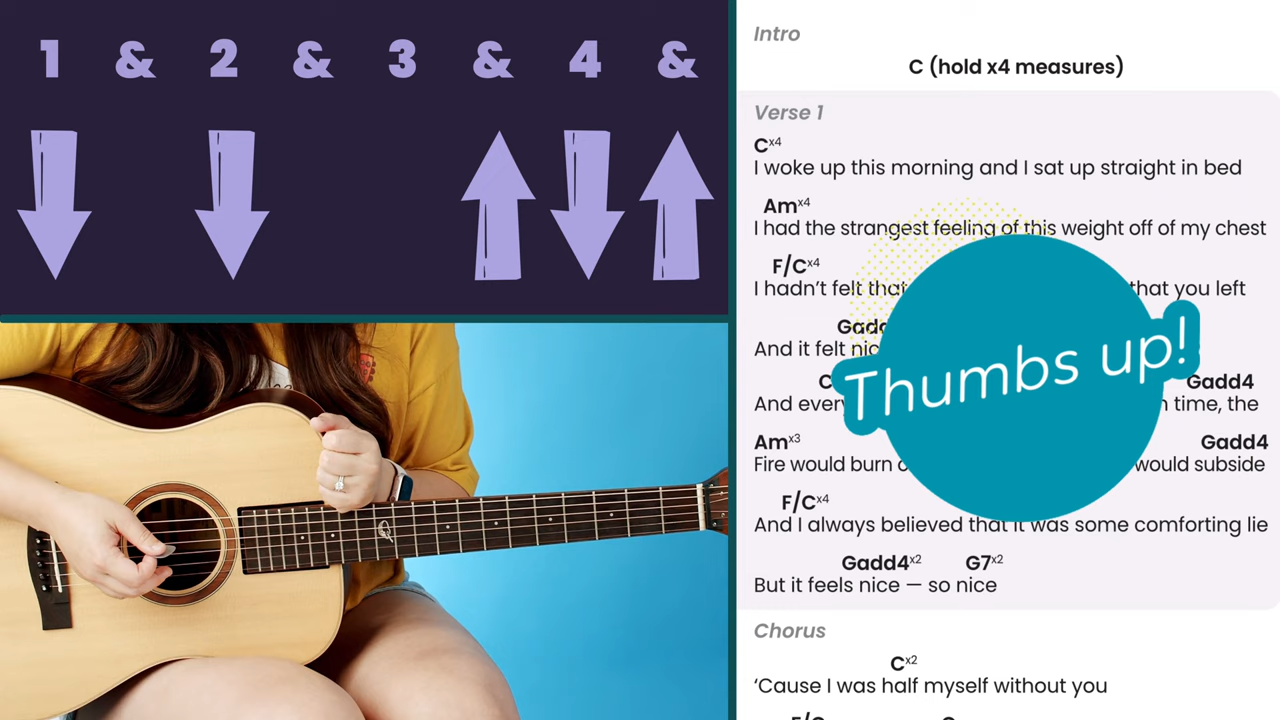 1 & 2 & 3 & 4 &
Intro
C (hold x4 measures)
Verse 1
Cx4
I woke up this morning and I sat up straight in bed
Amx4
I had the strangest feeling of this weight off of my chest
F/Cx4
I hadn't felt that that you left
And it felt
Gadd4
And time, the
Amx3 Gadd4
Fire would burn would subside
F/Cx4
And I always believed that it was some comforting lie
Gadd4x2 G7x2
But it feels nice — so nice
Thumbs up!
Chorus
Cx2
‘Cause I was half myself without you